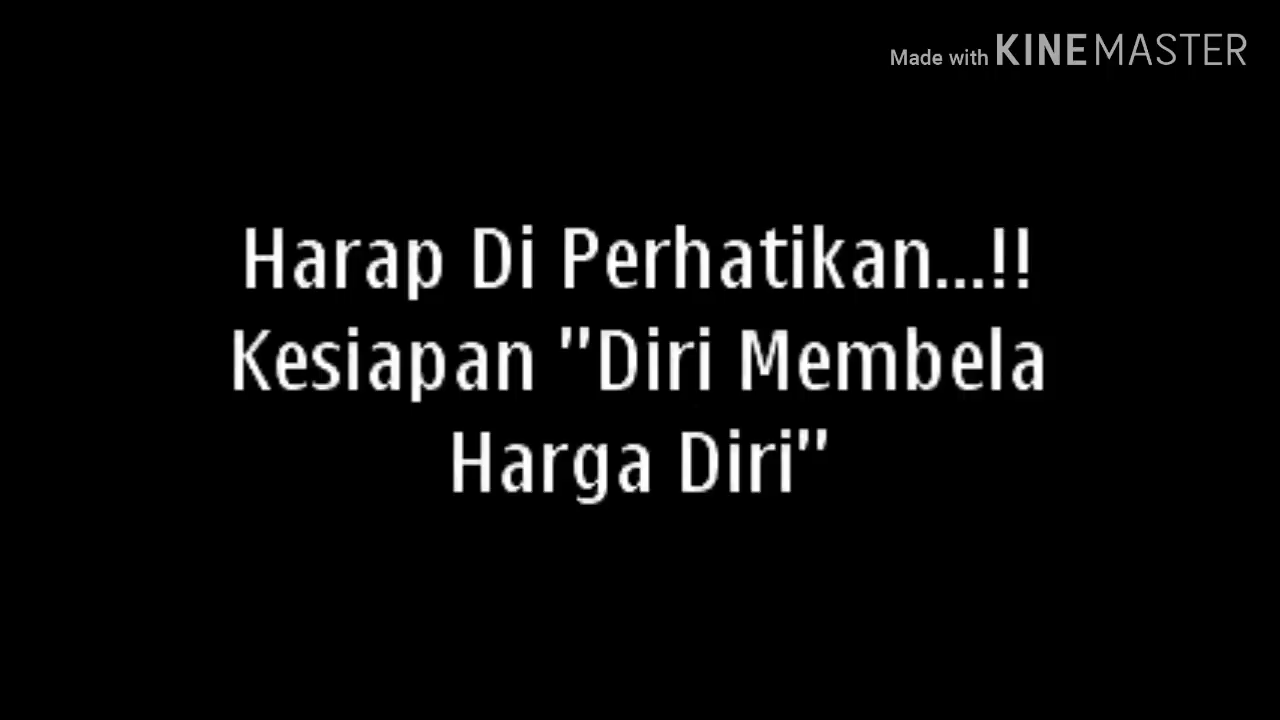 Made with KINEMASTER
Harap Di Perhatikan...!!
Kesiapan "Diri Membela
Harga Diri"